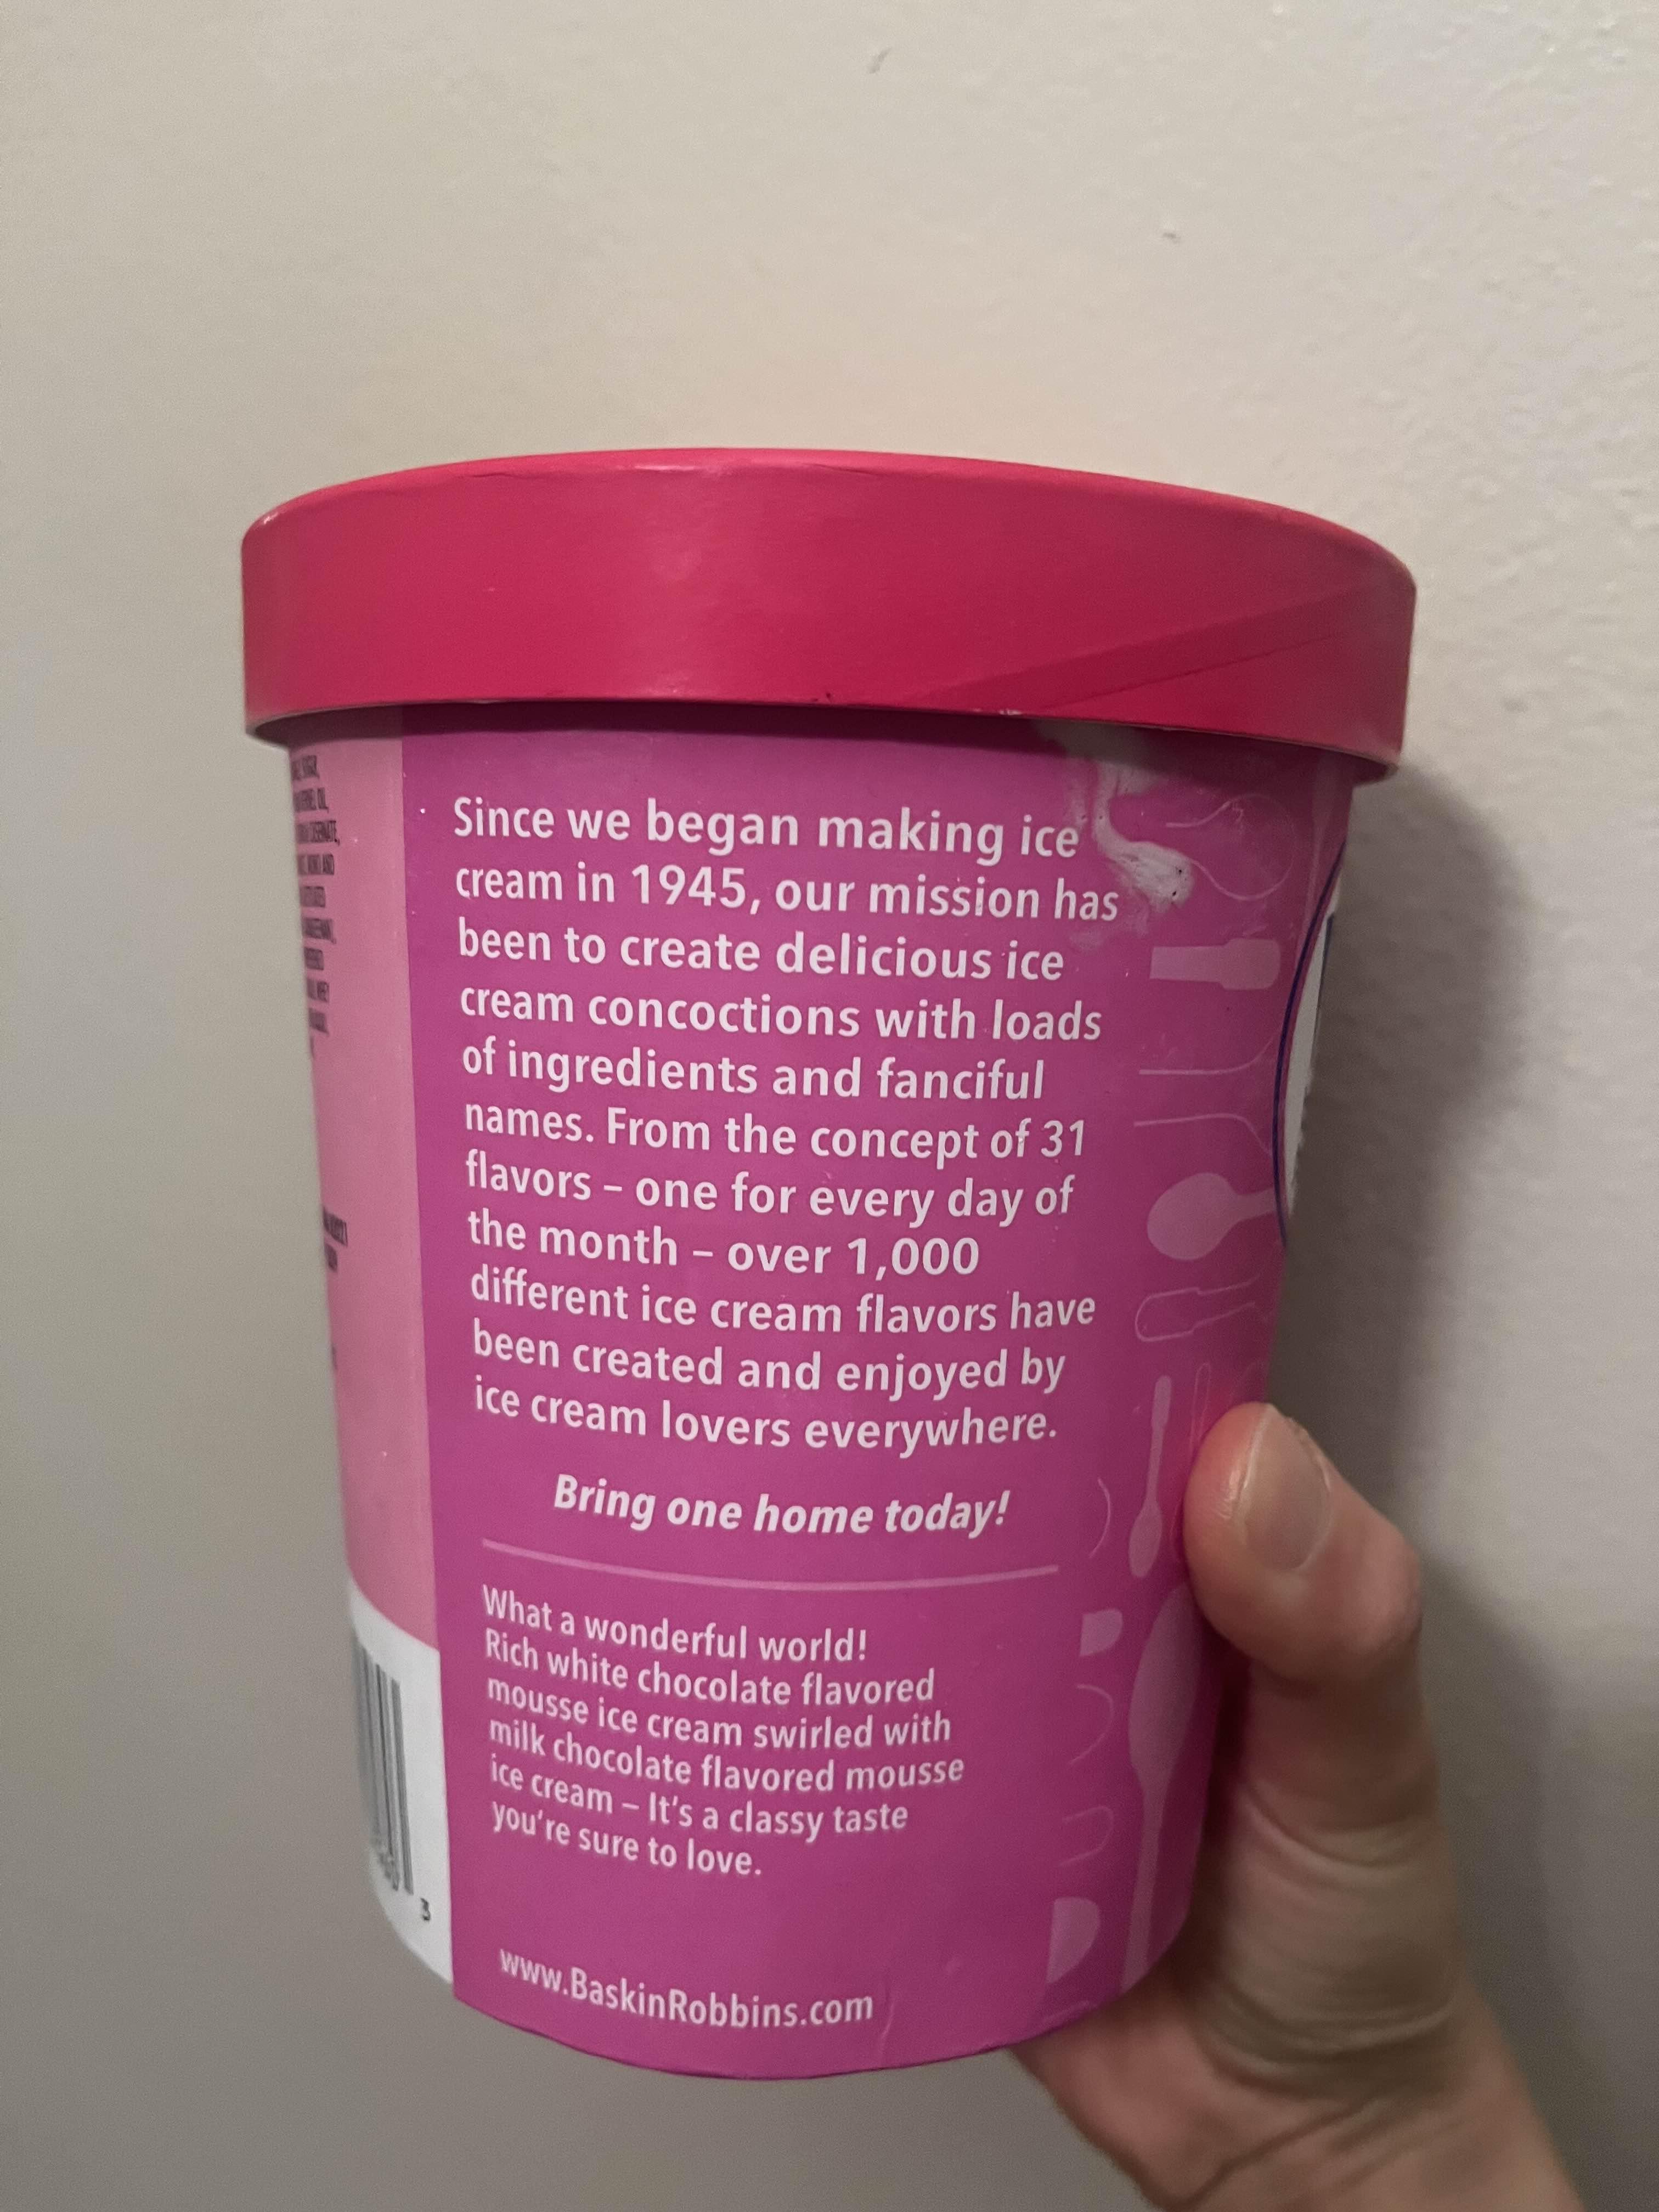 Since we began making ice
cream in 1945, our mission has
been to create delicious ice
cream concoctions with loads
of ingredients and fanciful
names. From the concept of 31
flavors – one for every day of
the month – over 1,000
different ice cream flavors have
been created and enjoyed by
ice cream lovers everywhere.
Bring one home today!
What a wonderful world!
Rich white chocolate flavored
mousse ice cream swirled with
milk chocolate flavored mousse
ice cream – It's a classy taste
you're sure to love.
www.BaskinRobbins.com
3